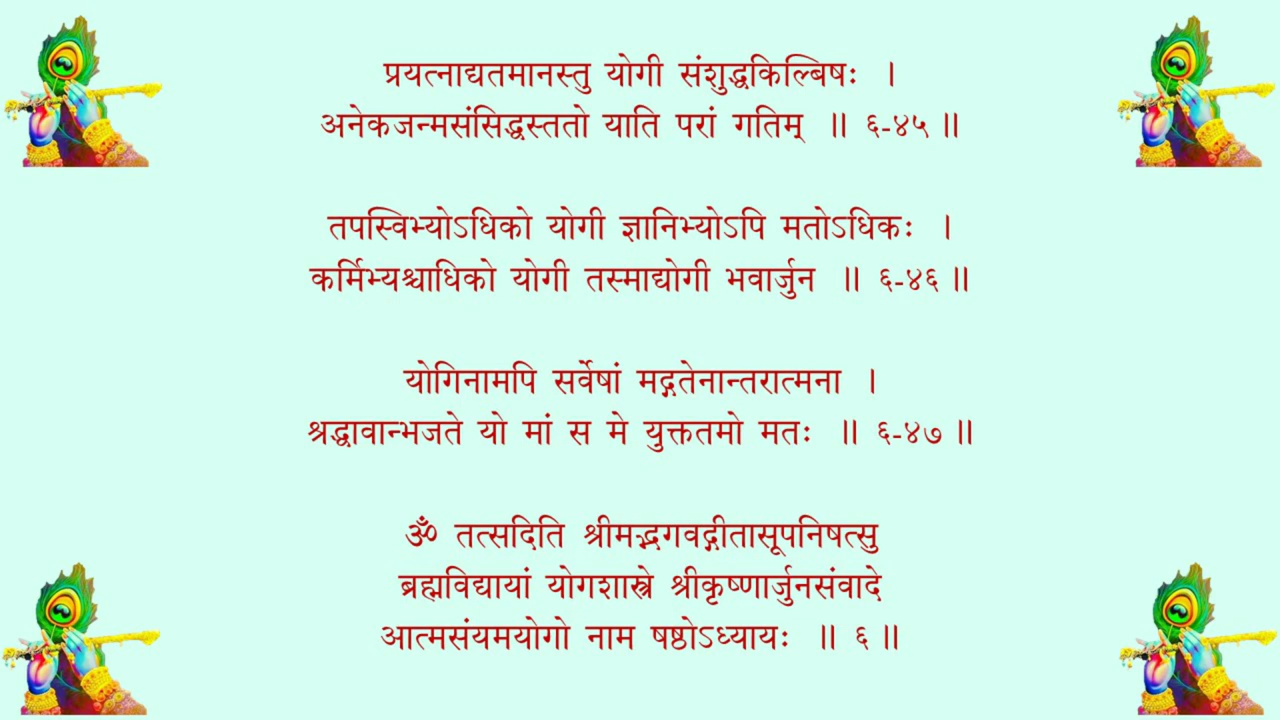 प्रयत्नाद्यतमानस्तु योगी संशुद्धकिल्बिषः ।
अनेकजन्मसंसिद्धस्ततो याति परां गतिम् ॥ ६-४५ ॥
तपस्विभ्योऽधिको योगी ज्ञानिभ्योऽपि मतोऽधिकः ।
कर्मिभ्यश्चाधिको योगी तस्माद्योगी भवार्जुन ॥ ६-४६ ॥
योगिनामपि सर्वेषां मद्गतेनान्तरात्मना ।
श्रद्धावान्भजते यो मां स मे युक्ततमो मतः ॥ ६-४७ ॥
ॐ तत्सदिति श्रीमद्भगवद्गीतासूपनिषत्सु
ब्रह्मविद्यायां योगशास्त्रे श्रीकृष्णार्जुनसंवादे
आत्मसंयमयोगो नाम षष्ठोऽध्यायः ॥ ६ ॥